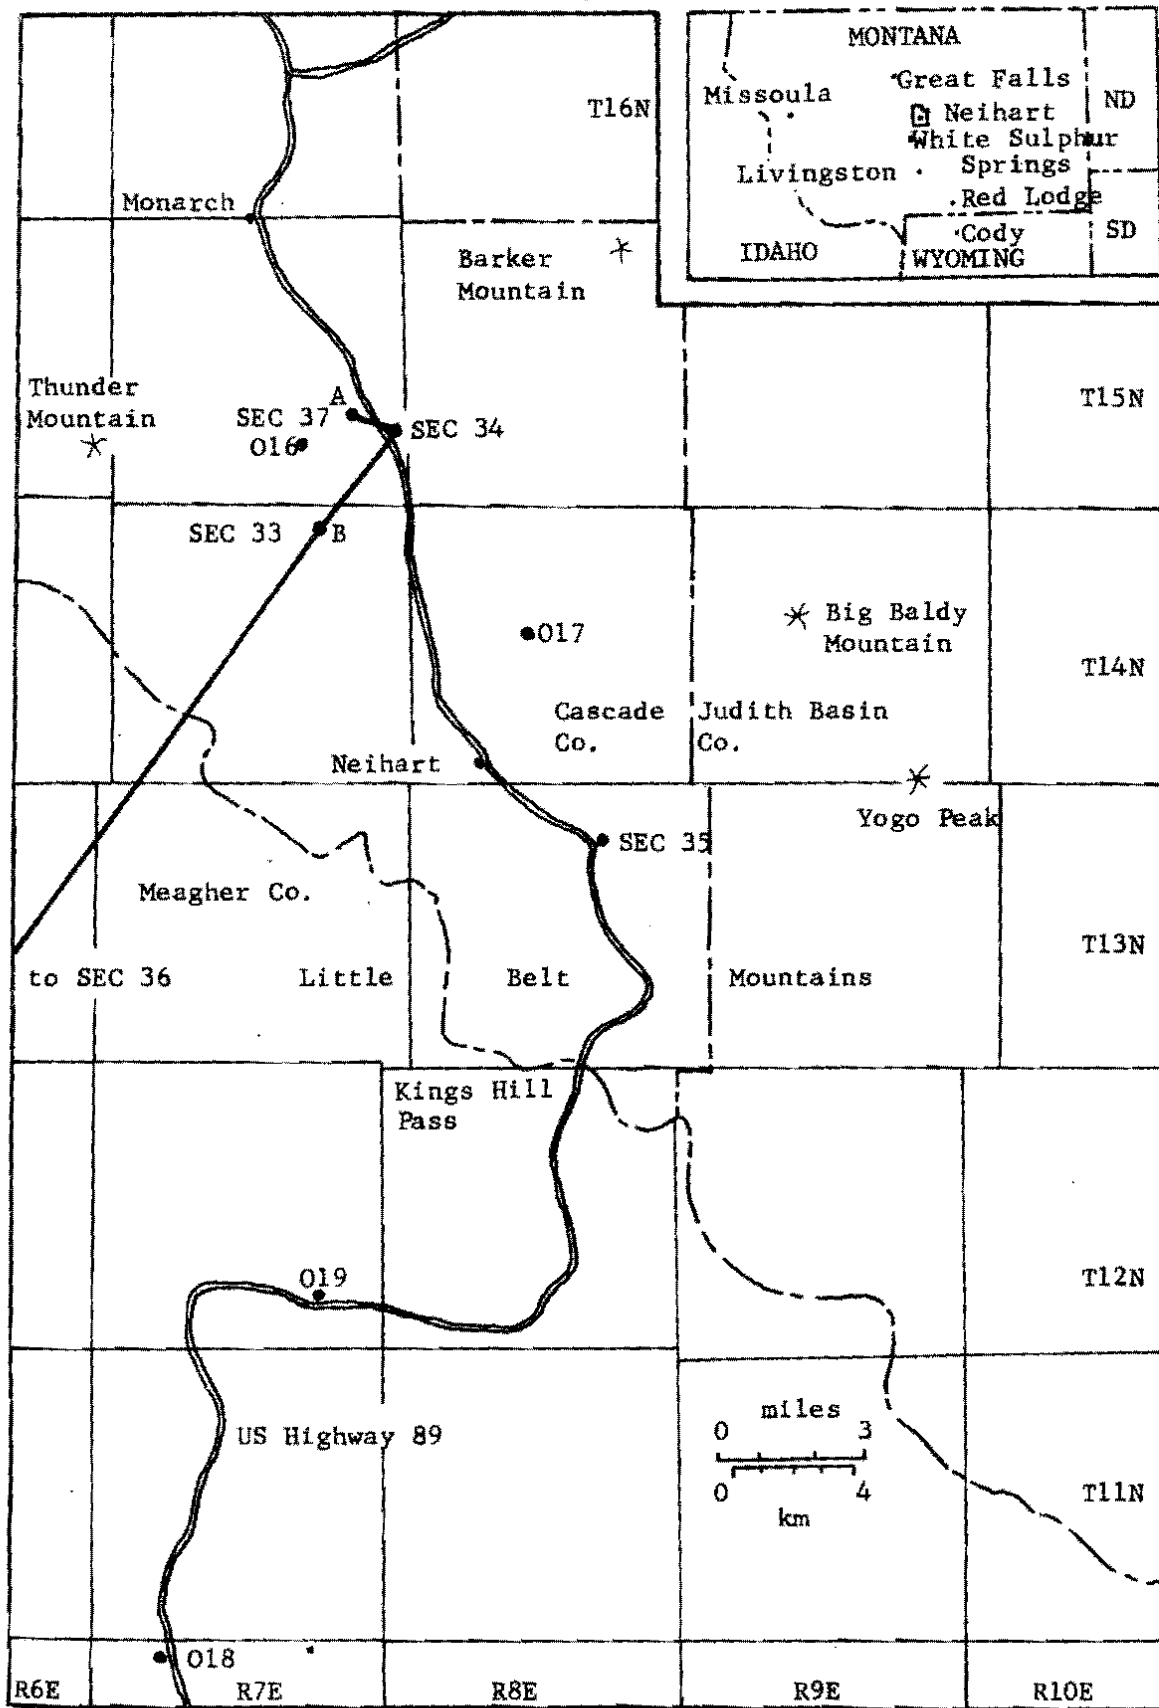 MONTANA
Great Falls
Missoula
ND
Neihart
White Sulphur
Springs
Livingston
Red Lodge
Cody
SD
IDAHO
WYOMING
T16N
Monarch
Barker
Mountain
Thunder
Mountain
A
SEC 37
SEC 34
O16
T15N
SEC 33
B
O17
Big Baldy
Mountain
T14N
Cascade
Co.
Judith Basin
Co.
Neihart
Yogo Peak
SEC 35
Meagher Co.
T13N
to SEC 36
Little
Belt
Mountains
Kings Hill
Pass
O19
T12N
miles
0 3
US Highway 89
0 4
km
T11N
O18
R6E
R7E
R8E
R9E
R10E